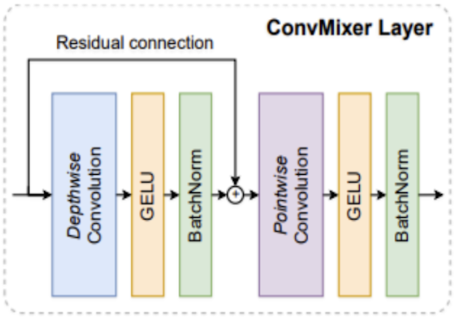 ConvMixer Layer
Residual connection
Depthwise
Convolution
GELU
BatchNorm
+
Pointwise
Convolution
GELU
BatchNorm